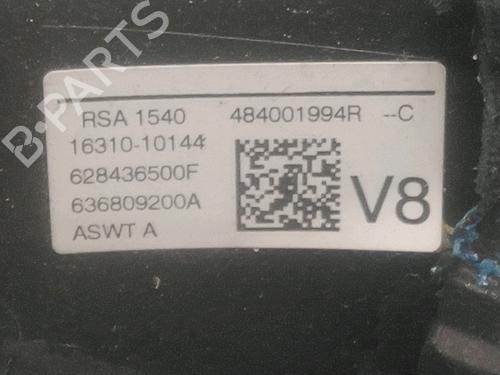 B-PARTS
RSA 1540 484001994R --C
16310-10144
628436500F
636809200A
ASWT A
V8